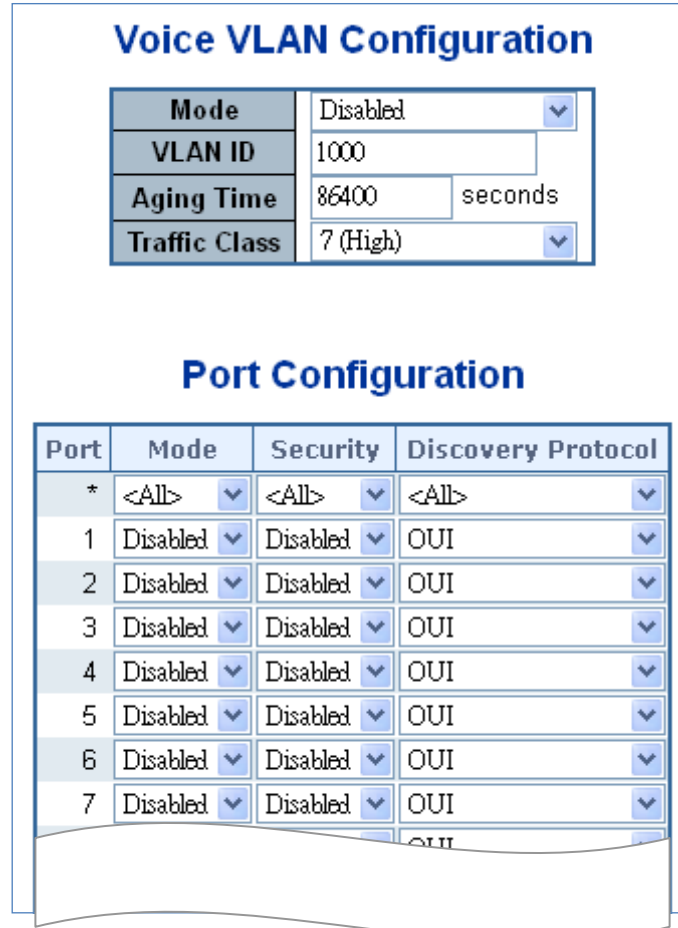 Voice VLAN Configuration
Mode Disabled
VLAN ID 1000
Aging Time 86400 seconds
Traffic Class 7 (High)
Port Configuration
Port Mode Security Discovery Protocol
* <All> <All> <All>
1 Disabled Disabled OUI
2 Disabled Disabled OUI
3 Disabled Disabled OUI
4 Disabled Disabled OUI
5 Disabled Disabled OUI
6 Disabled Disabled OUI
7 Disabled Disabled OUI
OUI